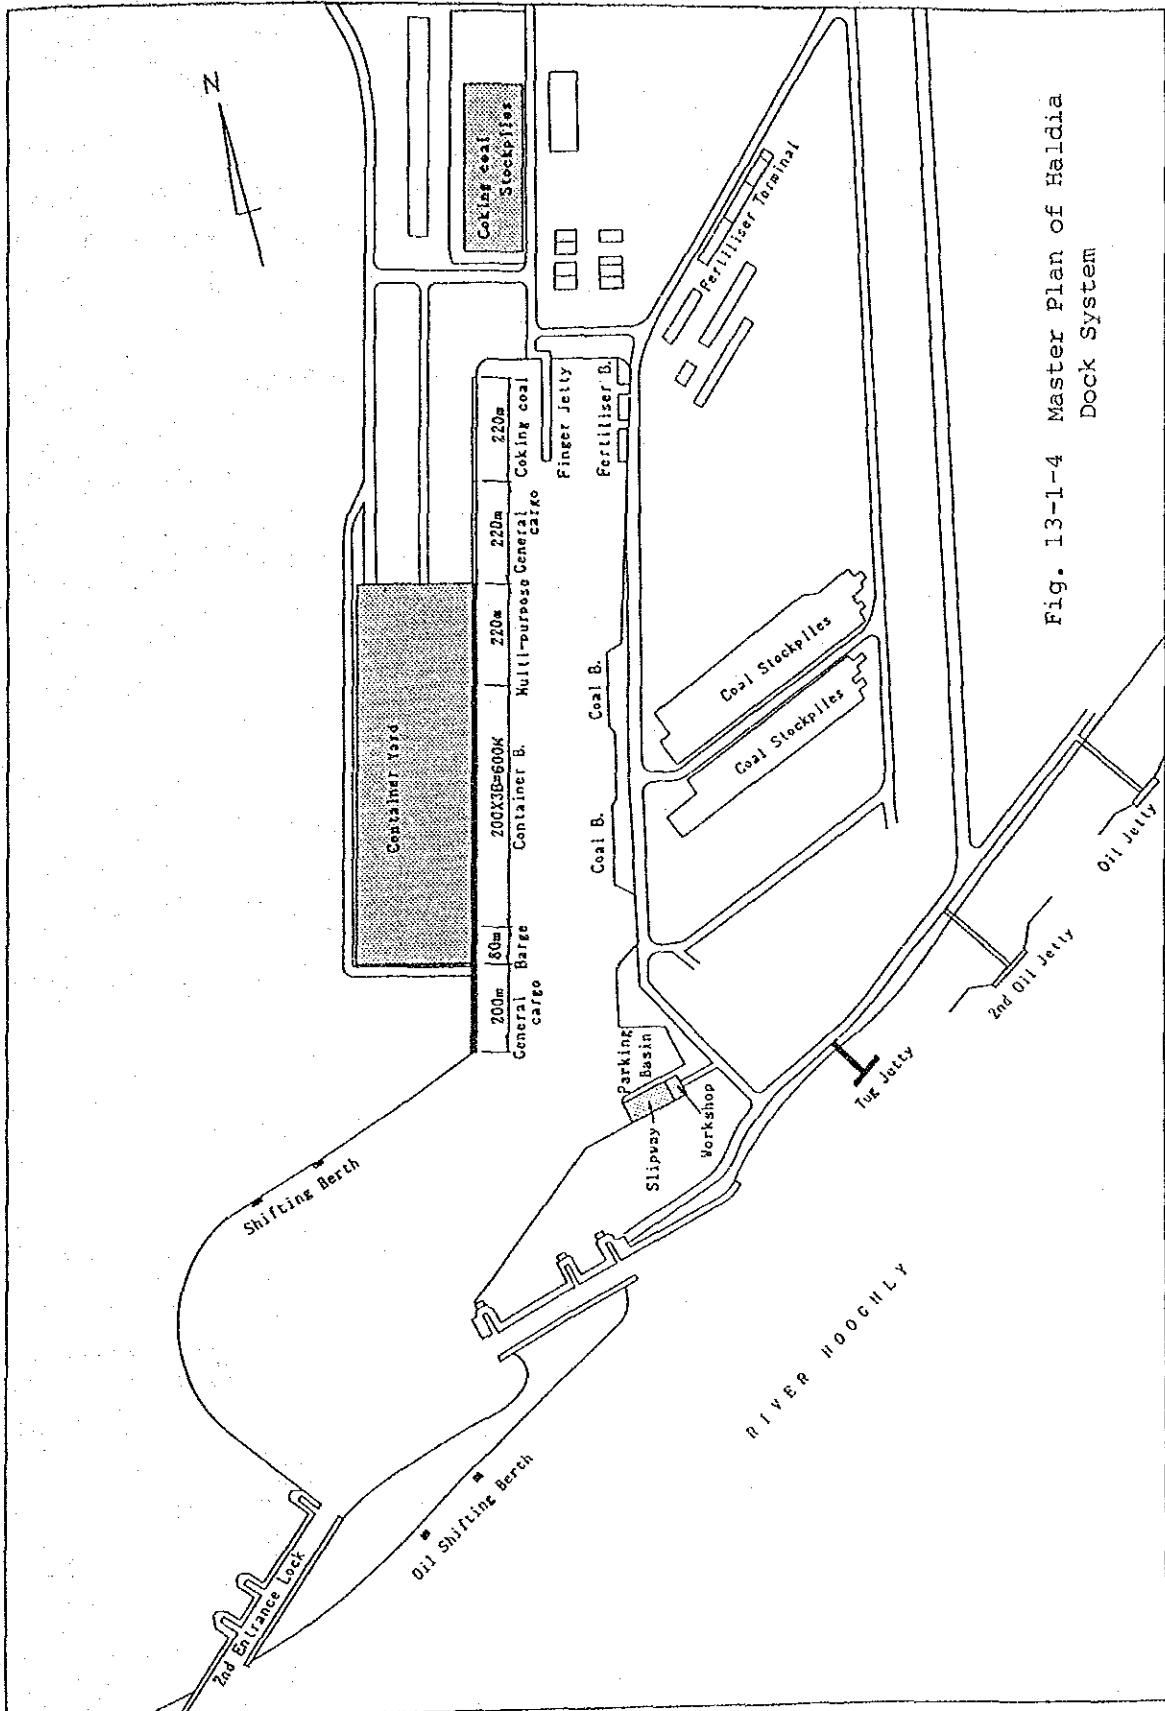 N
Coking coal
Stockpiles
Container Yard
200m
80m
200X3B=600M
220m
220m
220m
General
cargo
Barge
Container B.
Multi-purpose
General
cargo
Coking coal
Finger Jetty
Fertiliser B.
Fertiliser Terminal
Coal B.
Coal B.
Coal Stockpiles
Coal Stockpiles
Parking
Basin
Slipway
Workshop
Shifting Berth
Oil Shifting Berth
2nd Entrance Lock
Tug Jetty
2nd Oil Jetty
Oil Jetty
RIVER HOOGHLY
Fig. 13-1-4 Master Plan of Haldia
Dock System